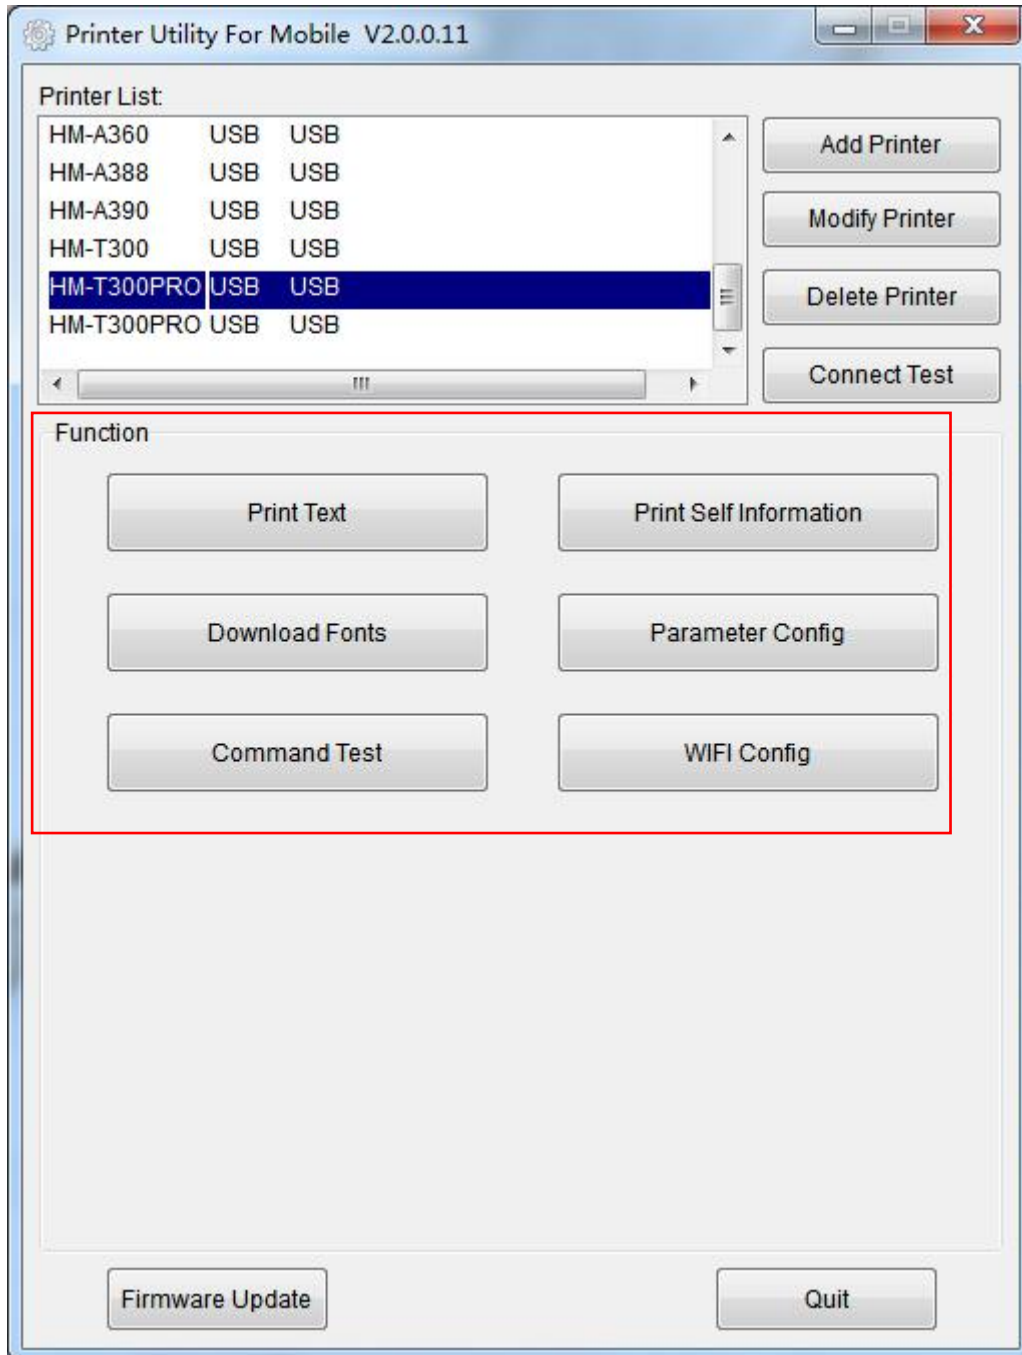 Printer Utility For Mobile V2.0.0.11
Printer List:
HM-A360 USB USB
HM-A388 USB USB
HM-A390 USB USB
HM-T300 USB USB
HM-T300PRO USB USB
HM-T300PRO USB USB
Add Printer
Modify Printer
Delete Printer
Connect Test
Function
Print Text
Print Self Information
Download Fonts
Parameter Config
Command Test
WIFI Config
Firmware Update
Quit